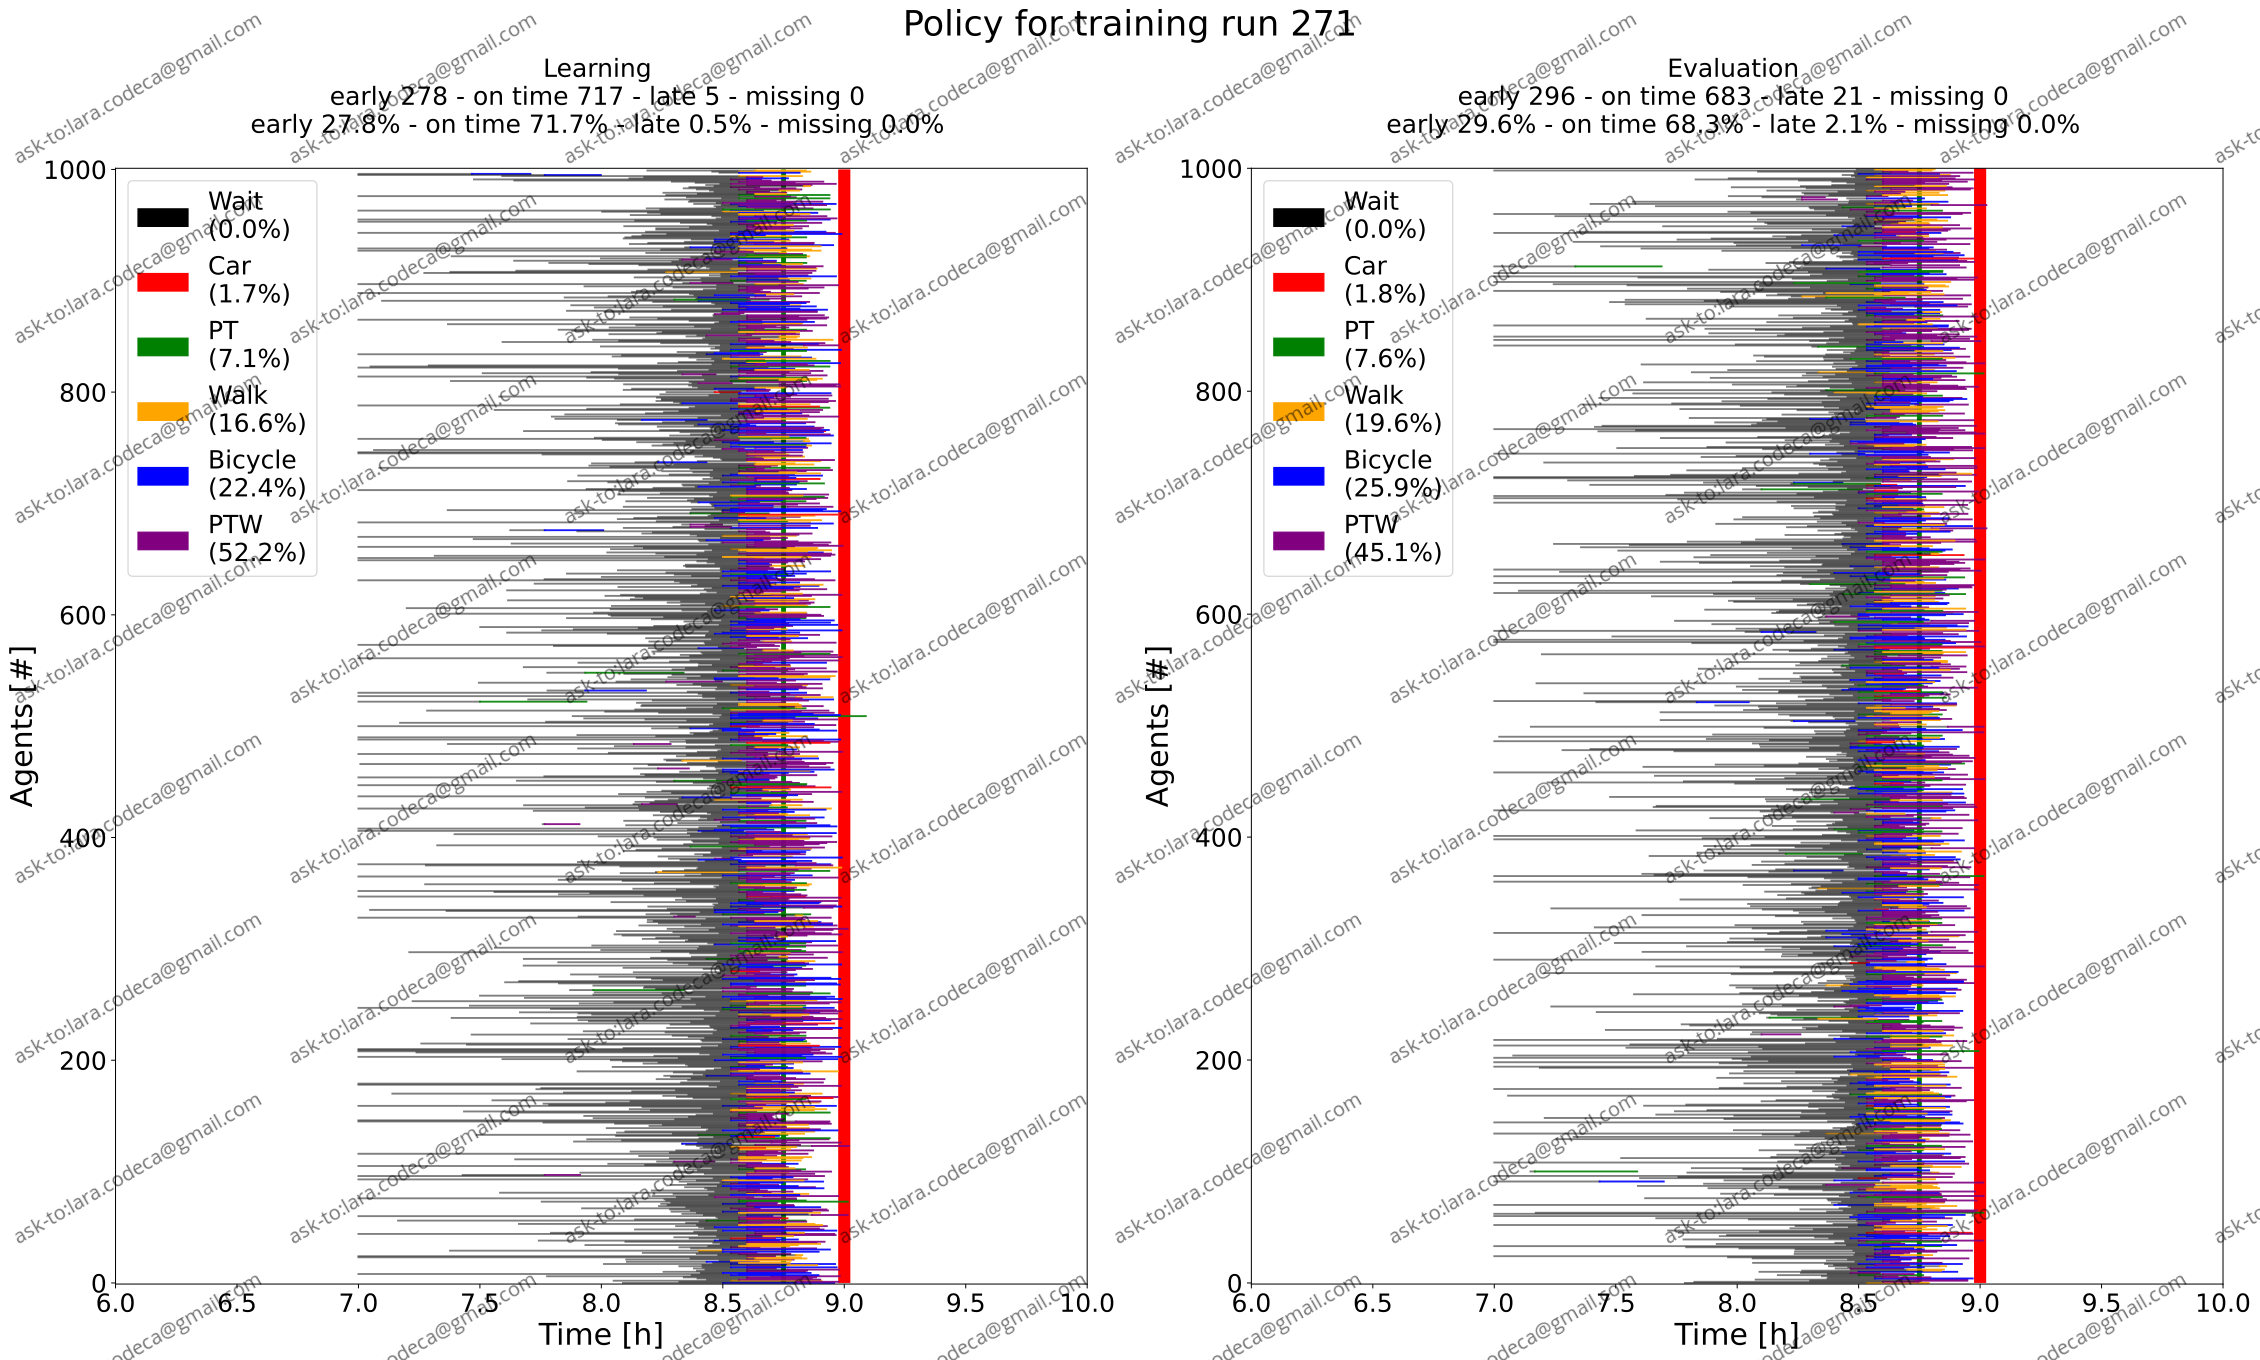 Policy for training run 271
Learning
early 278 - on time 717 - late 5 - missing 0
early 27.8% - on time 71.7% - late 0.5% - missing 0.0%
1000
800
600
400
200
0
Agents [#]
Wait
(0.0%)
Car
(1.7%)
PT
(7.1%)
Walk
(16.6%)
Bicycle
(22.4%)
PTW
(52.2%)
6.0 6.5 7.0 7.5 8.0 8.5 9.0 9.5 10.0
Time [h]
Evaluation
early 296 - on time 683 - late 21 - missing 0
early 29.6% - on time 68.3% - late 2.1% - missing 0.0%
1000
800
600
400
200
0
Agents [#]
Wait
(0.0%)
Car
(1.8%)
PT
(7.6%)
Walk
(19.6%)
Bicycle
(25.9%)
PTW
(45.1%)
6.0 6.5 7.0 7.5 8.0 8.5 9.0 9.5 10.0
Time [h]
ask-to:lara.codeca@gmail.com